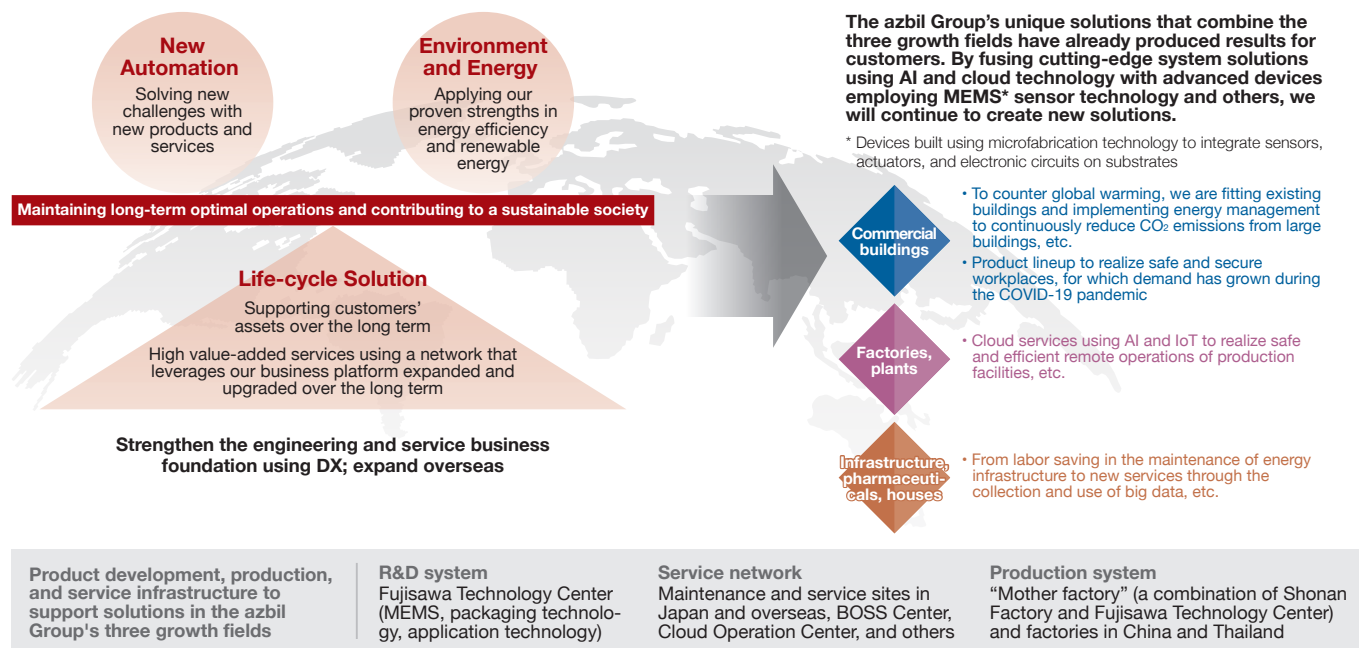 New
Automation
Solving new
challenges with
new products and
services
Environment
and Energy
Applying our
proven strengths in
energy efficiency
and renewable
energy
Maintaining long-term optimal operations and contributing to a sustainable society
Life-cycle Solution
Supporting customers'
assets over the long term
High value-added services using a network that
leverages our business platform expanded and
upgraded over the long term
Strengthen the engineering and service business
foundation using DX; expand overseas
The azbil Group's unique solutions that combine the
three growth fields have already produced results for
customers. By fusing cutting-edge system solutions
using AI and cloud technology with advanced devices
employing MEMS* sensor technology and others, we
will continue to create new solutions.
* Devices built using microfabrication technology to integrate sensors,
actuators, and electronic circuits on substrates
Commercial
buildings
• To counter global warming, we are fitting existing
buildings and implementing energy management
to continuously reduce CO₂ emissions from large
buildings, etc.
• Product lineup to realize safe and secure
workplaces, for which demand has grown during
the COVID-19 pandemic
Factories,
plants
• Cloud services using AI and IoT to realize safe
and efficient remote operations of production
facilities, etc.
Infrastructure,
pharmaceuti-
cals, houses
• From labor saving in the maintenance of energy
infrastructure to new services through the
collection and use of big data, etc.
Product development, production,
and service infrastructure to
support solutions in the azbil
Group's three growth fields
R&D system
Fujisawa Technology Center
(MEMS, packaging technolo-
gy, application technology)
Service network
Maintenance and service sites in
Japan and overseas, BOSS Center,
Cloud Operation Center, and others
Production system
"Mother factory" (a combination of Shonan
Factory and Fujisawa Technology Center)
and factories in China and Thailand